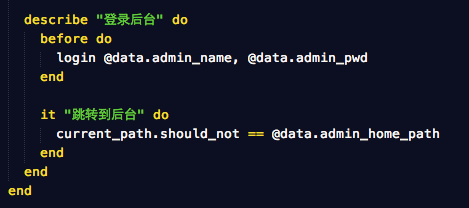 describe "登录后台" do
before do
login @data.admin_name, @data.admin_pwd
end
it "跳转到后台" do
current_path.should_not == @data.admin_home_path
end
end
end